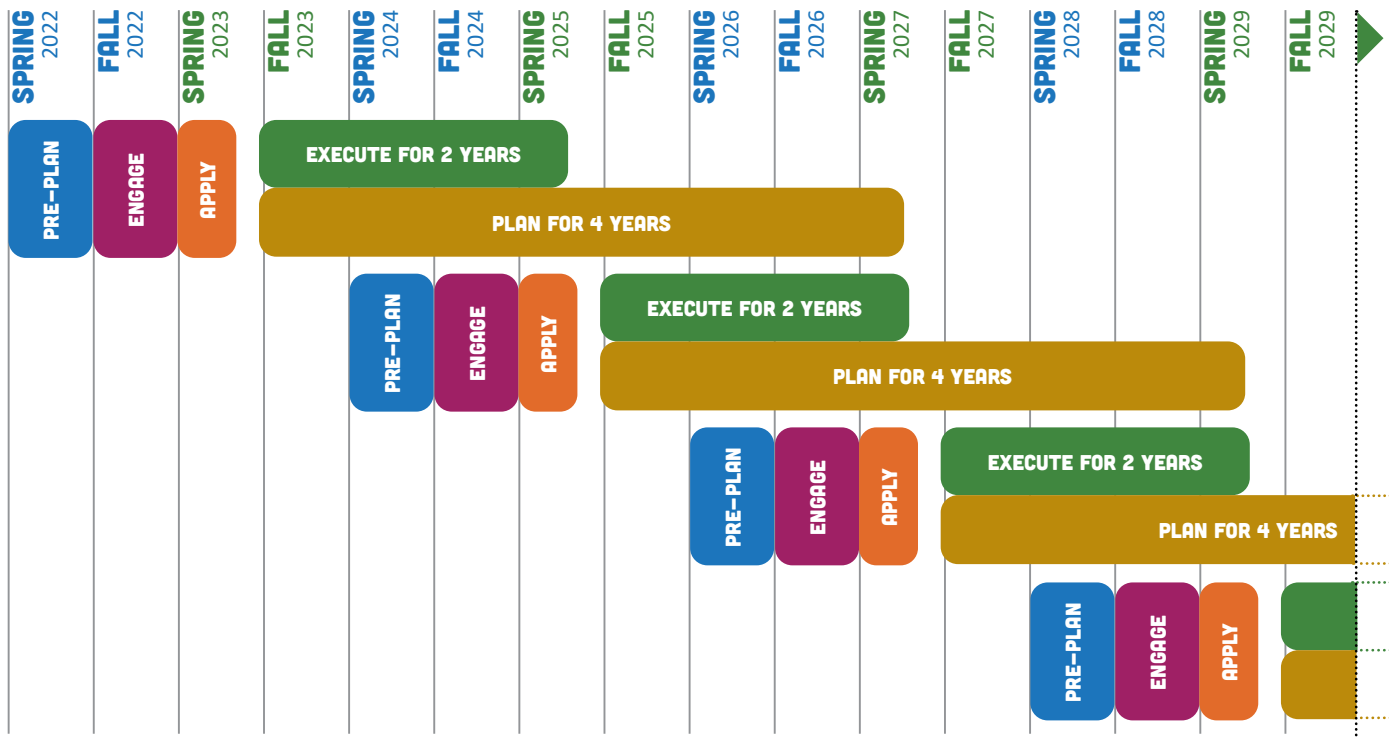 SPRING
2022
FALL
2022
SPRING
2023
FALL
2023
SPRING
2024
FALL
2024
SPRING
2025
FALL
2025
SPRING
2026
FALL
2026
SPRING
2027
FALL
2027
SPRING
2028
FALL
2028
SPRING
2029
FALL
2029
PRE-PLAN
ENGAGE
APPLY
EXECUTE FOR 2 YEARS
PLAN FOR 4 YEARS
PRE-PLAN
ENGAGE
APPLY
EXECUTE FOR 2 YEARS
PLAN FOR 4 YEARS
PRE-PLAN
ENGAGE
APPLY
EXECUTE FOR 2 YEARS
PLAN FOR 4 YEARS
PRE-PLAN
ENGAGE
APPLY